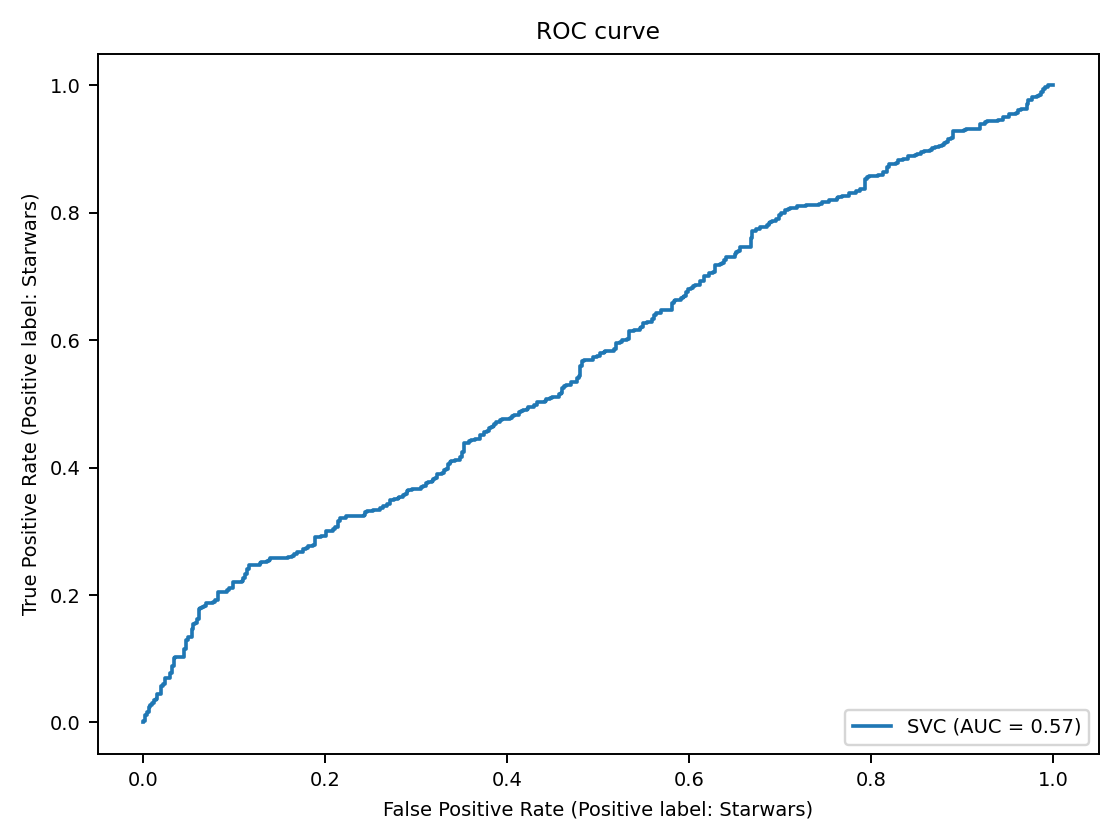 ROC curve
True Positive Rate (Positive label: Starwars)
1.0
0.8
0.6
0.4
0.2
0.0
SVC (AUC = 0.57)
0.0 0.2 0.4 0.6 0.8 1.0
False Positive Rate (Positive label: Starwars)